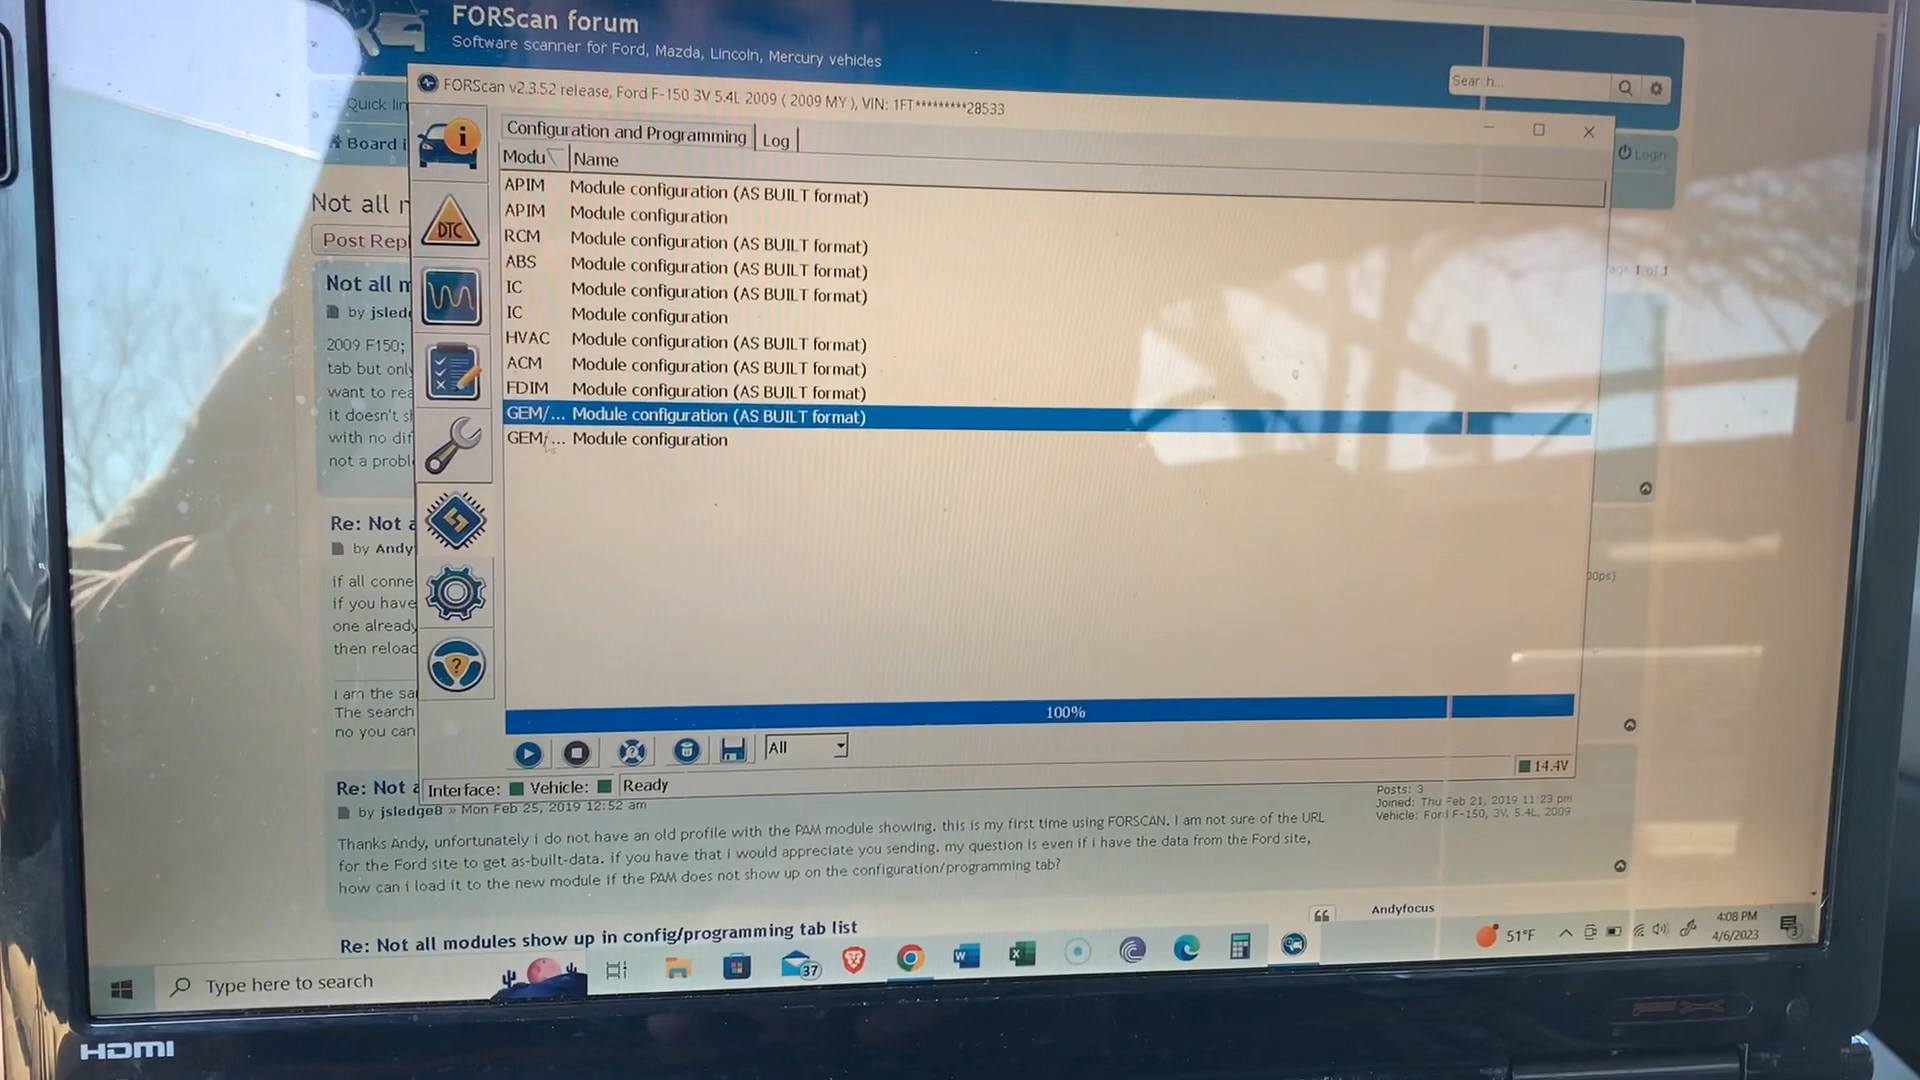 FORScan forum
Software scanner for Ford, Mazda, Lincoln, Mercury vehicles
Search...
FORScan v2.3.52 release, Ford F-150 3V 5.4L 2009 ( 2009 MY ), VIN: 1FT*********28533
Quick lin
Configuration and Programming
Log
Board i
Login
Modu
Name
APIM Module configuration (AS BUILT format)
APIM Module configuration
RCM Module configuration (AS BUILT format)
ABS Module configuration (AS BUILT format)
IC Module configuration (AS BUILT format)
IC Module configuration
HVAC Module configuration (AS BUILT format)
ACM Module configuration (AS BUILT format)
FDIM Module configuration (AS BUILT format)
GEM/... Module configuration (AS BUILT format)
GEM/... Module configuration
DTC
Not all
Post Repl
age 1 of 1
Not all m
by jsled
2009 F150;
tab but only
want to rea
it doesn't s
with no dif
not a proble
Re: Not a
by Andy
if all conne
if you have
one already
then reload
00ps)
i am the sa
The search
no you can
100%
All
14.4V
Interface: Vehicle: Ready
Re: Not a
by jsledge8 » Mon Feb 25, 2019 12:52 am
Posts: 3
Joined: Thu Feb 21, 2019 11:23 pm
Vehicle: Ford F-150, 3V, 5.4L, 2009
Thanks Andy, unfortunately i do not have an old profile with the PAM module showing. this is my first time using FORSCAN. I am not sure of the URL
for the Ford site to get as-built-data. if you have that i would appreciate you sending. my question is even if i have the data from the Ford site,
how can i load it to the new module if the PAM does not show up on the configuration/programming tab?
Andyfocus
Re: Not all modules show up in config/programming tab list
Type here to search
37
51°F
4:08 PM
4/6/2023
3
HDMI